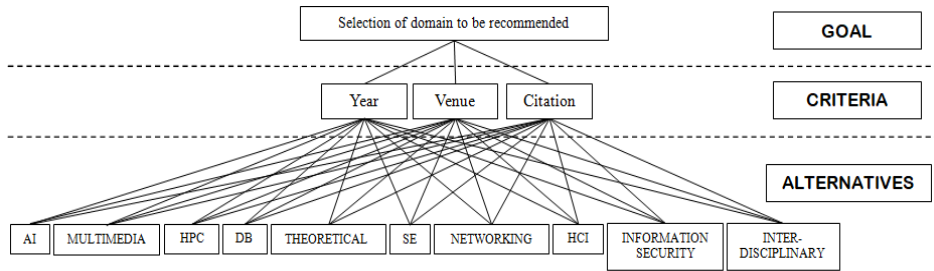 Selection of domain to be recommended
GOAL
Year
Venue
Citation
CRITERIA
ALTERNATIVES
AI
MULTIMEDIA
HPC
DB
THEORETICAL
SE
NETWORKING
HCI
INFORMATION
SECURITY
INTER-
DISCIPLINARY